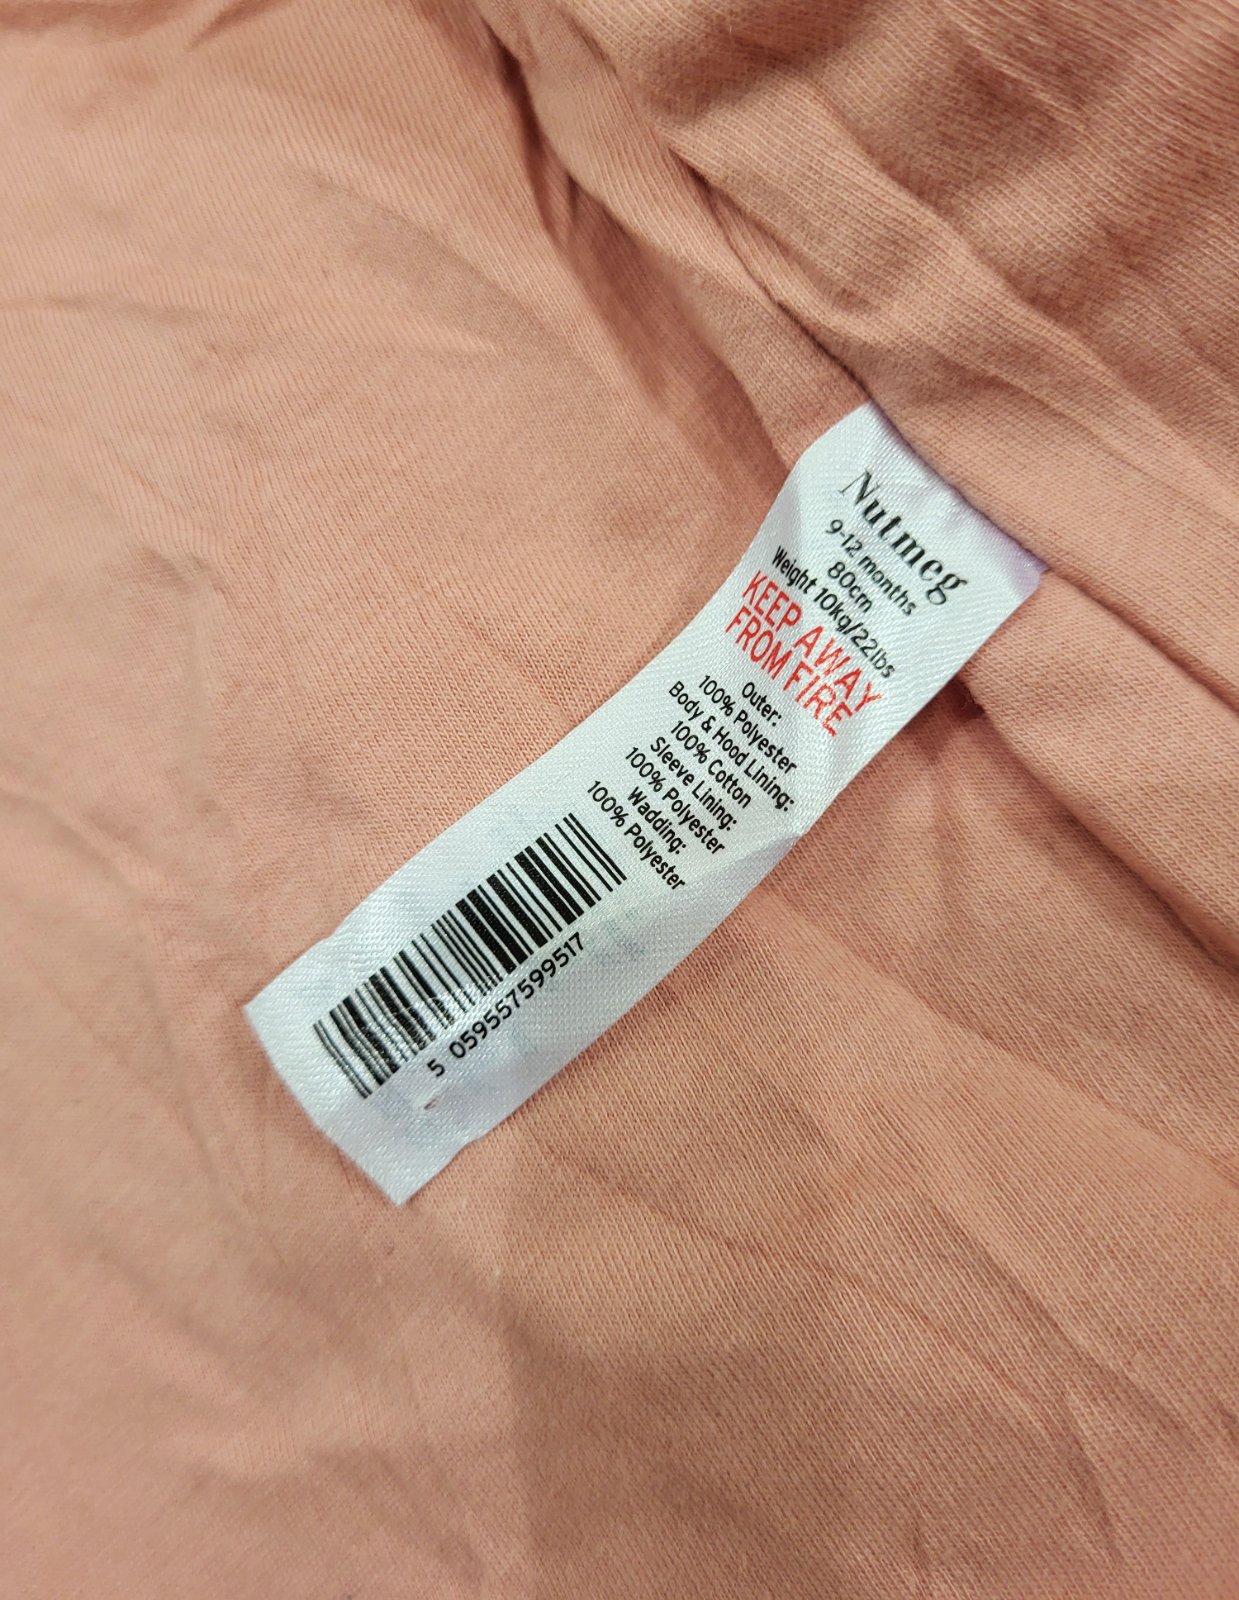 Nutmeg
9-12 months
80cm
Weight 10kg/22lbs
KEEP AWAY
FROM FIRE
Outer:
100% Polyester
Body & Hood Lining:
100% Cotton
Sleeve Lining:
100% Polyester
Wadding:
100% Polyester
5 059557599517